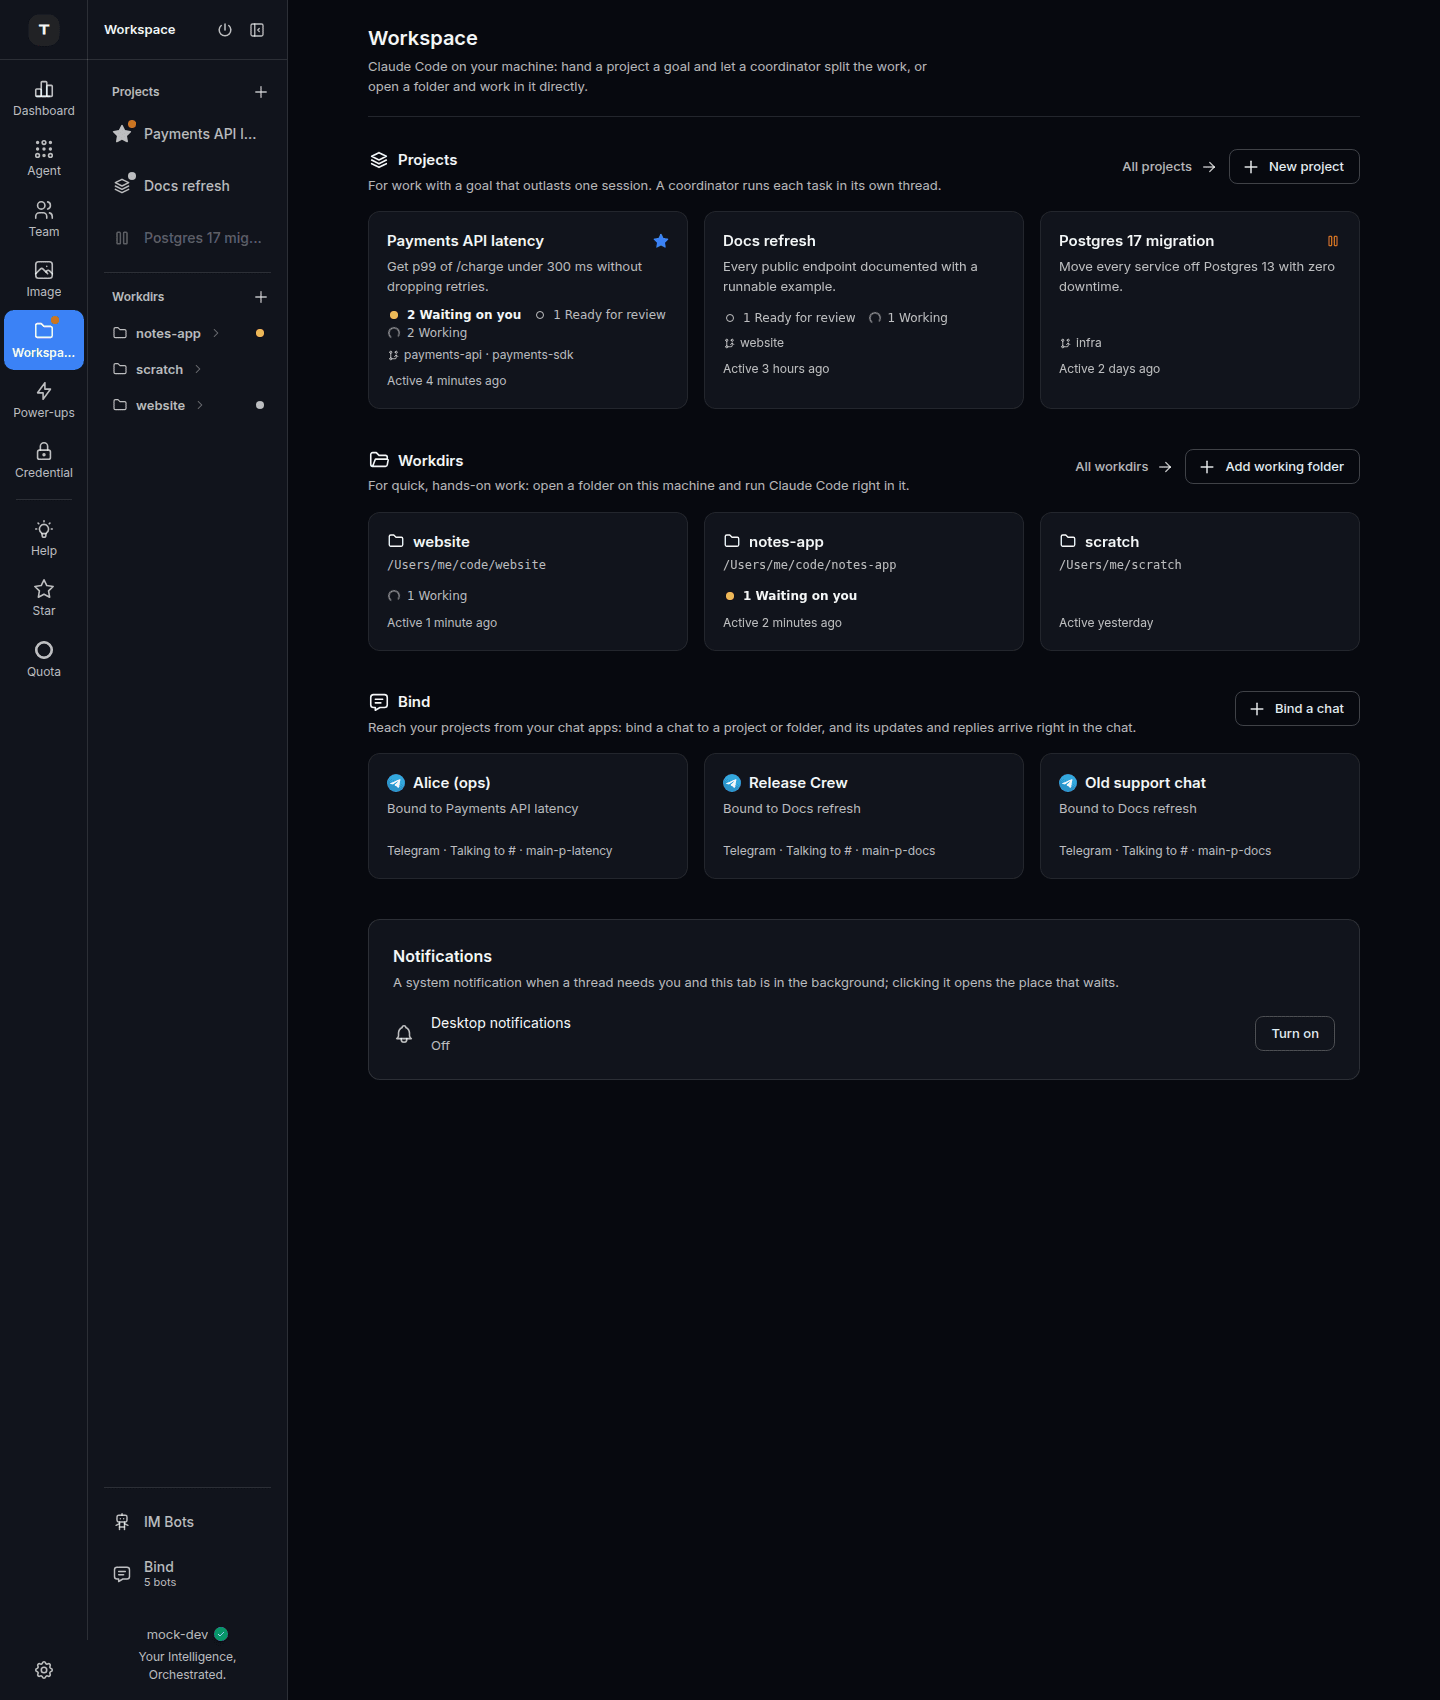 T
Workspace
Dashboard
Agent
Team
Image
Workspa...
Power-ups
Credential
Help
Star
Quota
Projects
Payments API l...
Docs refresh
Postgres 17 mig...
Workdirs
notes-app
scratch
website
IM Bots
Bind
5 bots
mock-dev
Your Intelligence,
Orchestrated.
Workspace
Claude Code on your machine: hand a project a goal and let a coordinator split the work, or
open a folder and work in it directly.
Projects
For work with a goal that outlasts one session. A coordinator runs each task in its own thread.
All projects
New project
Payments API latency
Get p99 of /charge under 300 ms without
dropping retries.
2 Waiting on you 1 Ready for review
2 Working
payments-api · payments-sdk
Active 4 minutes ago
Docs refresh
Every public endpoint documented with a
runnable example.
1 Ready for review 1 Working
website
Active 3 hours ago
Postgres 17 migration
Move every service off Postgres 13 with zero
downtime.
infra
Active 2 days ago
Workdirs
For quick, hands-on work: open a folder on this machine and run Claude Code right in it.
All workdirs
Add working folder
website
/Users/me/code/website
1 Working
Active 1 minute ago
notes-app
/Users/me/code/notes-app
1 Waiting on you
Active 2 minutes ago
scratch
/Users/me/scratch
Active yesterday
Bind
Reach your projects from your chat apps: bind a chat to a project or folder, and its updates and replies arrive right in the chat.
Bind a chat
Alice (ops)
Bound to Payments API latency
Telegram · Talking to # · main-p-latency
Release Crew
Bound to Docs refresh
Telegram · Talking to # · main-p-docs
Old support chat
Bound to Docs refresh
Telegram · Talking to # · main-p-docs
Notifications
A system notification when a thread needs you and this tab is in the background; clicking it opens the place that waits.
Desktop notifications
Off
Turn on